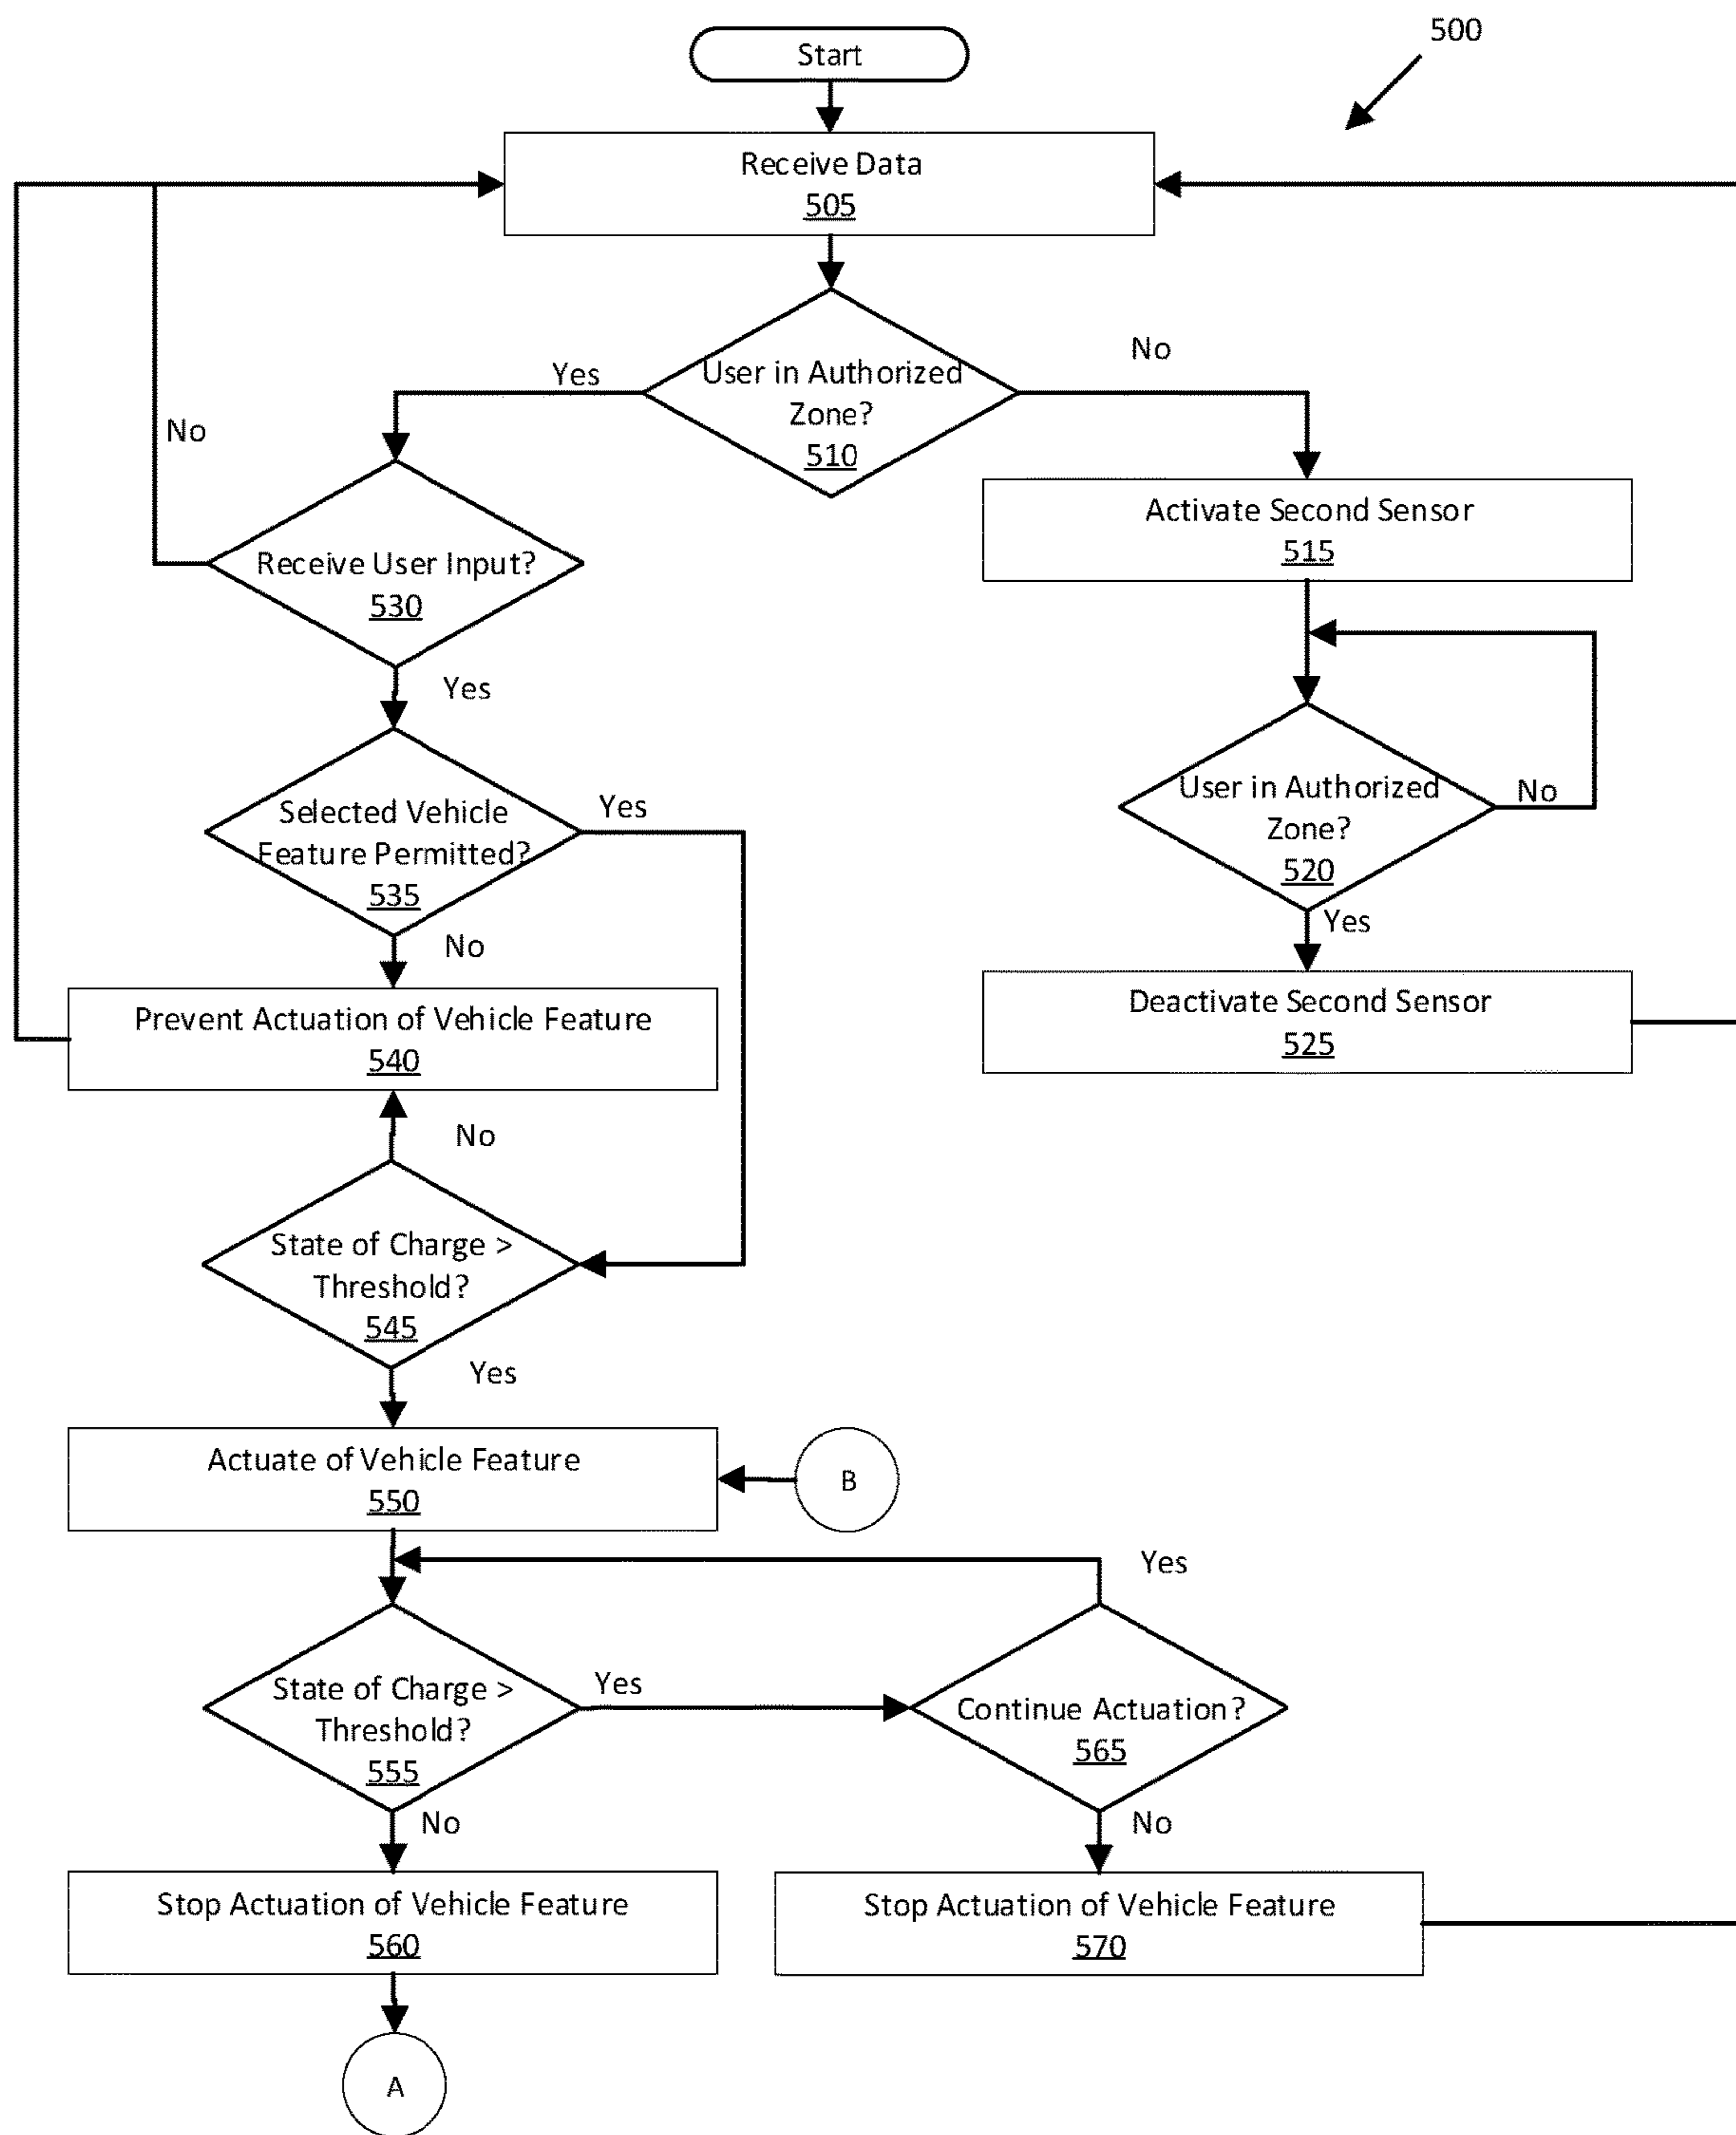 500
Start
Receive Data
505
User in Authorized
Zone?
510
Yes
No
No
Receive User Input?
530
Activate Second Sensor
515
Yes
Selected Vehicle
Feature Permitted?
535
Yes
No
User in Authorized
Zone?
520
No
Yes
Prevent Actuation of Vehicle Feature
540
Deactivate Second Sensor
525
No
State of Charge >
Threshold?
545
Yes
Actuate of Vehicle Feature
550
B
Yes
State of Charge >
Threshold?
555
Yes
Continue Actuation?
565
No
No
Stop Actuation of Vehicle Feature
560
Stop Actuation of Vehicle Feature
570
A